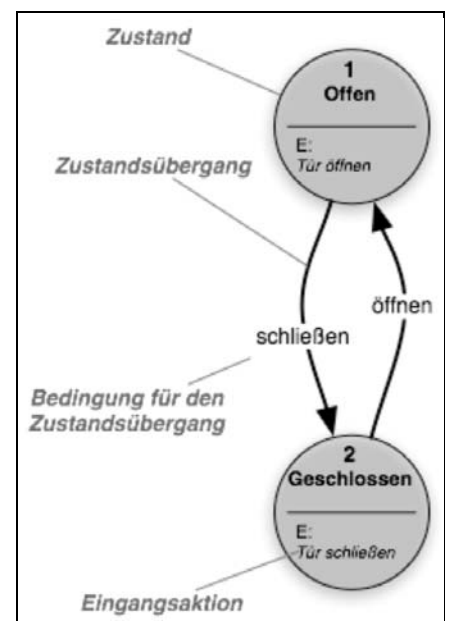 Zustand
1
Offen
E:
Tür öffnen
Zustandsübergang
öffnen
schließen
Bedingung für den
Zustandsübergang
2
Geschlossen
E:
Tür schließen
Eingangsaktion